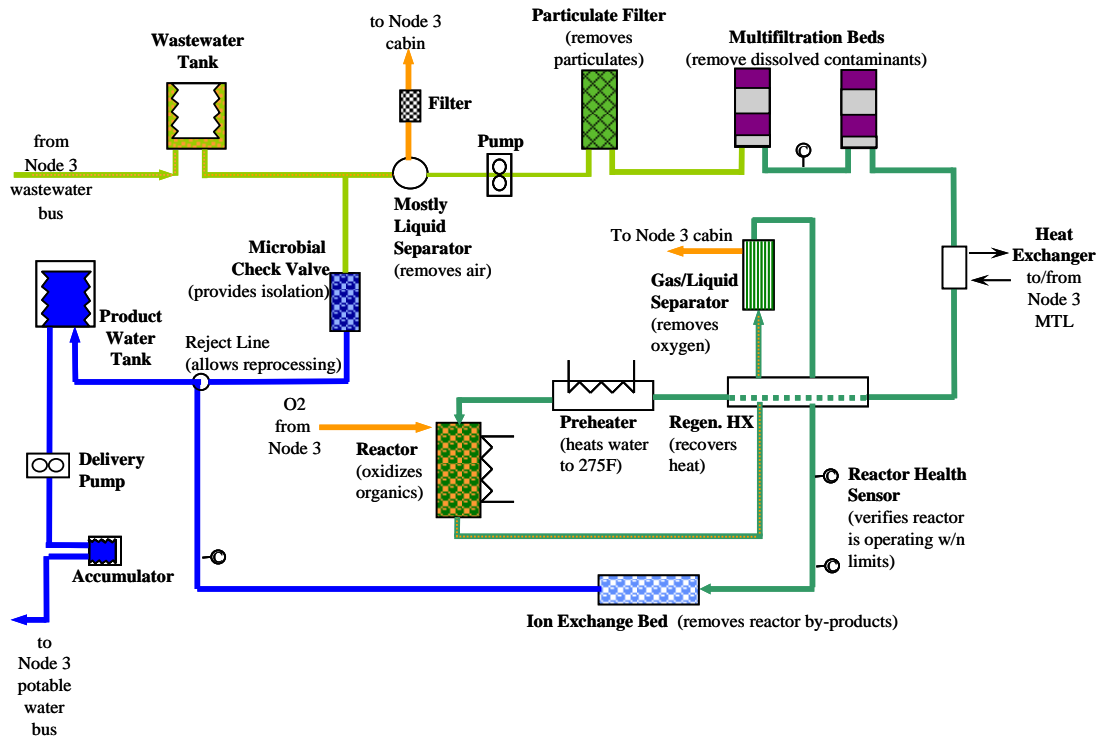 Wastewater
Tank
to Node 3
cabin
Filter
Particulate Filter
(removes
particulates)
Multifiltration Beds
(remove dissolved contaminants)
Pump
from
Node 3
wastewater
bus
Mostly
Liquid
Separator
(removes air)
Microbial
Check Valve
(provides isolation)
To Node 3 cabin
Gas/Liquid
Separator
(removes
oxygen)
Heat
Exchanger
to/from
Node 3
MTL
Product
Water
Tank
Reject Line
(allows reprocessing)
O2
from
Node 3
Reactor
(oxidizes
organics)
Preheater
(heats water
to 275F)
Regen. HX
(recovers
heat)
Delivery
Pump
Reactor Health
Sensor
(verifies reactor
is operating w/n
limits)
Accumulator
Ion Exchange Bed (removes reactor by-products)
to
Node 3
potable
water
bus